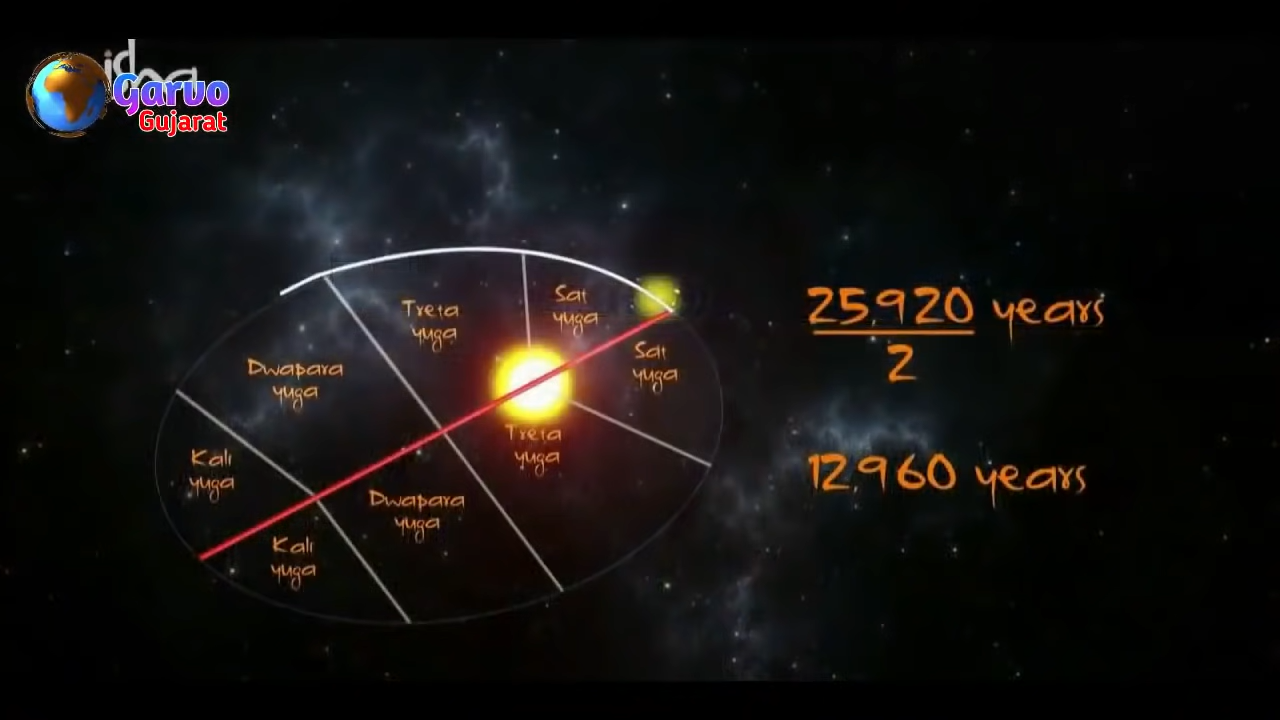 Garvo
Gujarat
Treta
yuga
Sat
yuga
Sat
yuga
Dwapara
yuga
Treta
yuga
Kali
yuga
Dwapara
yuga
Kali
yuga
25,920 years
2
12,960 years